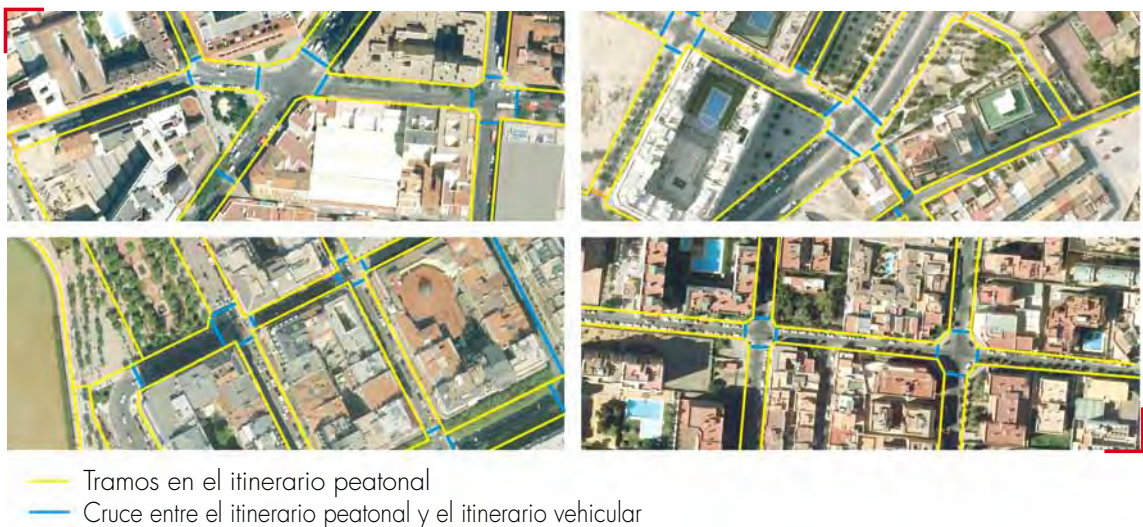 Tramos en el itinerario peatonal
Cruce entre el itinerario peatonal y el itinerario vehicular